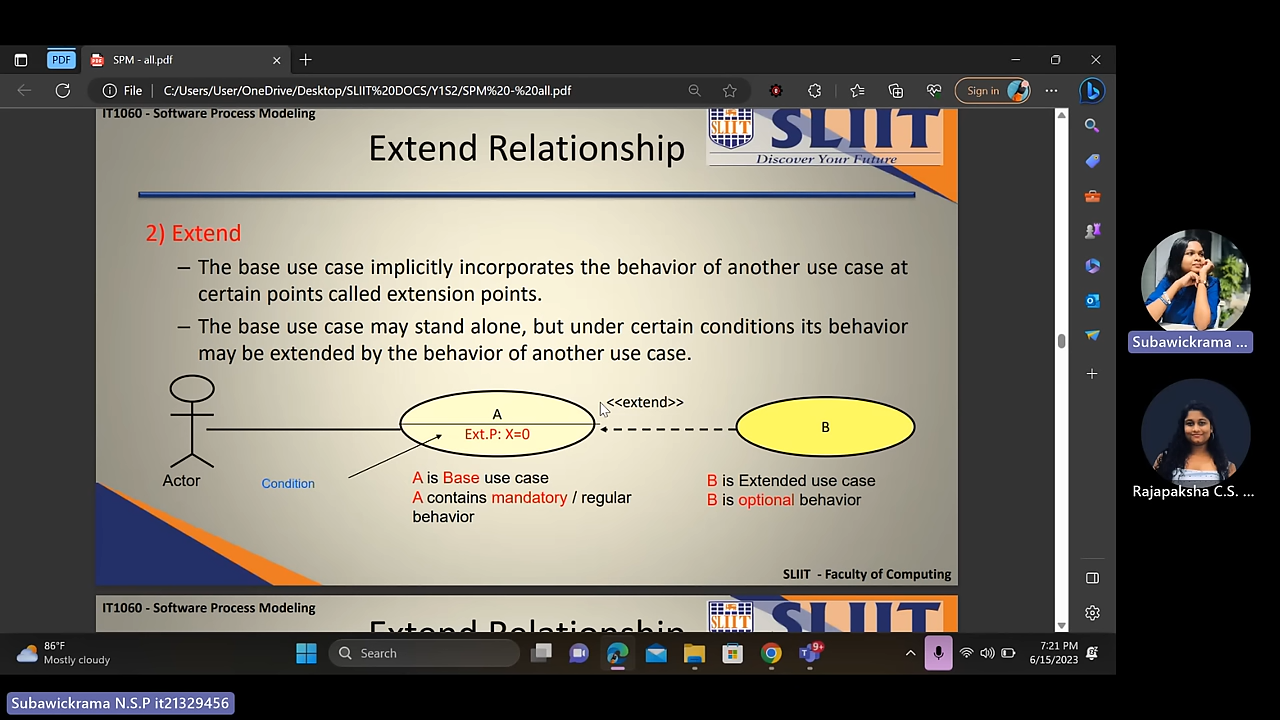 PDF
SPM - all.pdf
File
C:/Users/User/OneDrive/Desktop/SLIIT%20DOCS/Y1S2/SPM%20-%20all.pdf
Sign in
IT1060 - Software Process Modeling
SLIIT
SLIIT
Discover Your Future
Extend Relationship
2) Extend
– The base use case implicitly incorporates the behavior of another use case at
certain points called extension points.
– The base use case may stand alone, but under certain conditions its behavior
may be extended by the behavior of another use case.
A
Ext.P: X=0
<<extend>>
B
Actor
Condition
A is Base use case
A contains mandatory / regular
behavior
B is Extended use case
B is optional behavior
SLIIT - Faculty of Computing
IT1060 - Software Process Modeling
Extend Relationship
SLIIT
SLIIT
Subawickrama ...
Rajapaksha C.S. ...
86°F
Mostly cloudy
Search
9+
7:21 PM
6/15/2023
Subawickrama N.S.P it21329456